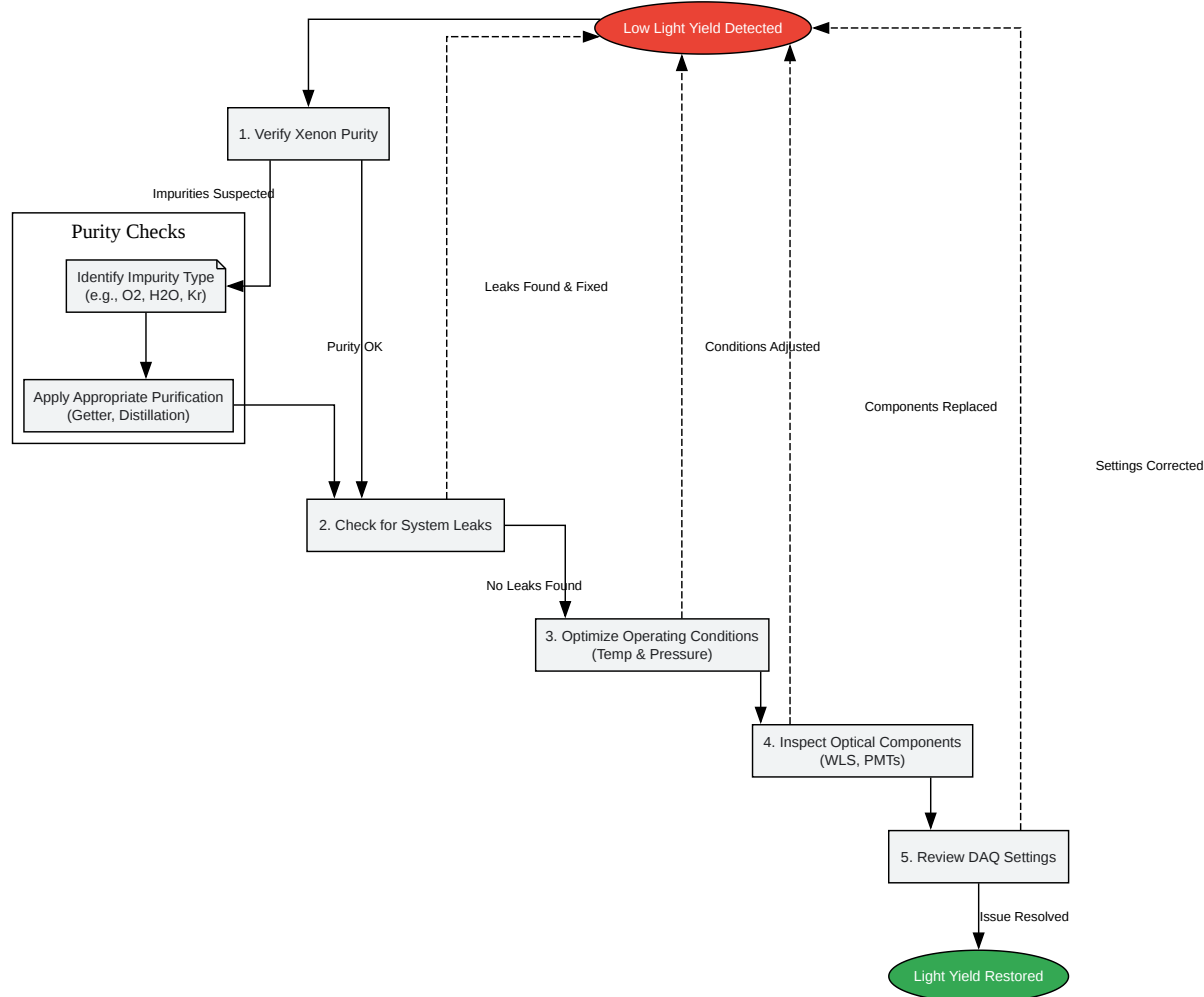 Low Light Yield Detected
1. Verify Xenon Purity
Impurities Suspected
Purity Checks
Identify Impurity Type
(e.g., O2, H2O, Kr)
Leaks Found & Fixed
Purity OK
Conditions Adjusted
Apply Appropriate Purification
(Getter, Distillation)
Components Replaced
Settings Corrected
2. Check for System Leaks
No Leaks Found
3. Optimize Operating Conditions
(Temp & Pressure)
4. Inspect Optical Components
(WLS, PMTs)
5. Review DAQ Settings
Issue Resolved
Light Yield Restored